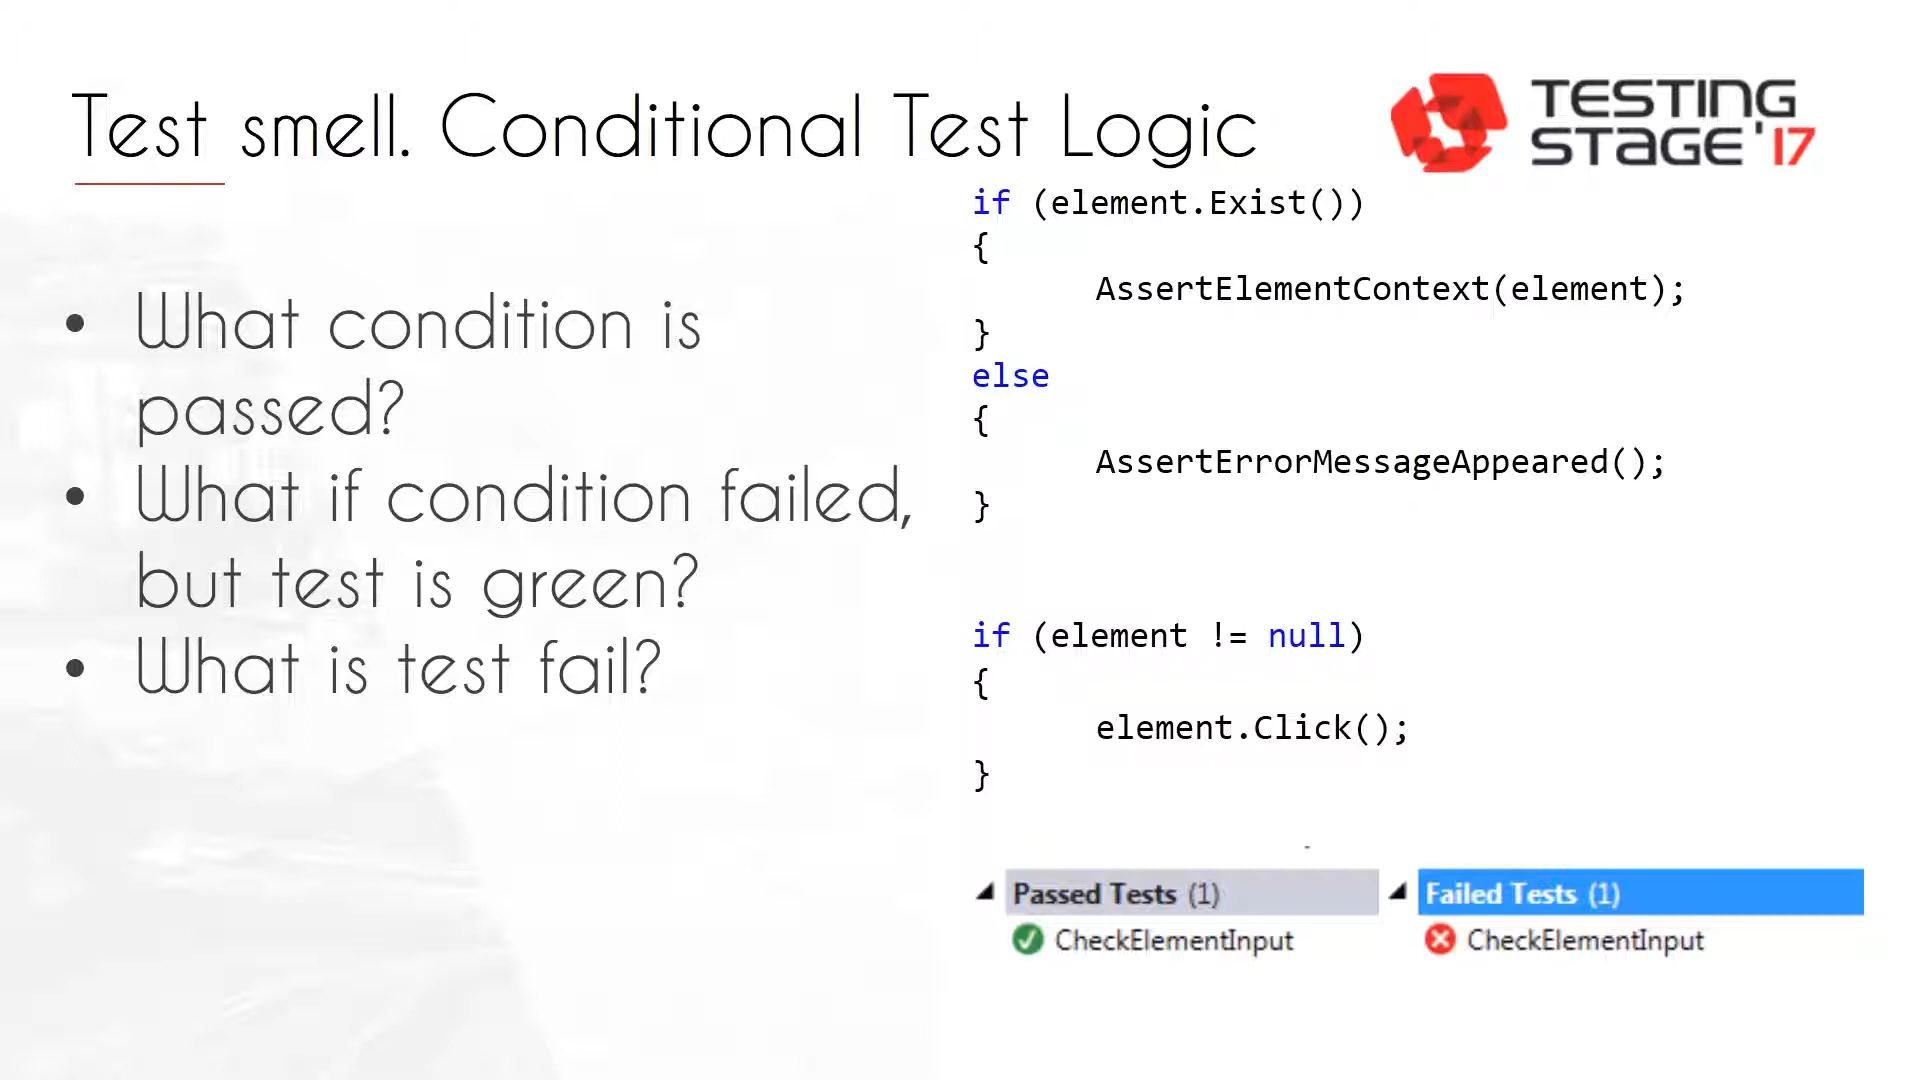 Test smell. Conditional Test Logic
TESTING
STAGE'17
• What condition is
passed?
• What if condition failed,
but test is green?
• What is test fail?
if (element.Exist())
{
AssertElementContext(element);
}
else
{
AssertErrorMessageAppeared();
}
if (element != null)
{
element.Click();
}
Passed Tests (1)
CheckElementInput
Failed Tests (1)
CheckElementInput